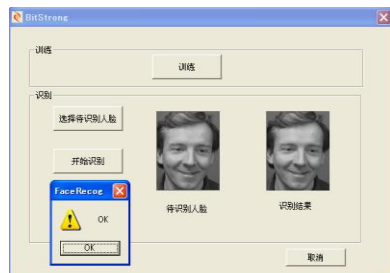 BitStrong
训练
训练
识别
选择待识别人脸
开始识别
FaceRecog
OK
OK
待识别人脸
识别结果
取消